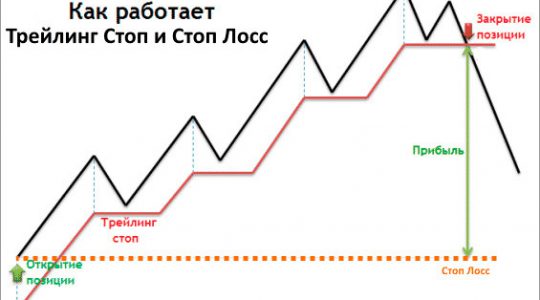 Как работает
Трейлинг Стоп и Стоп Лосс
Закрытие
позиции
Прибыль
Трейлинг
стоп
Открытие
позиции
Стоп Лосс